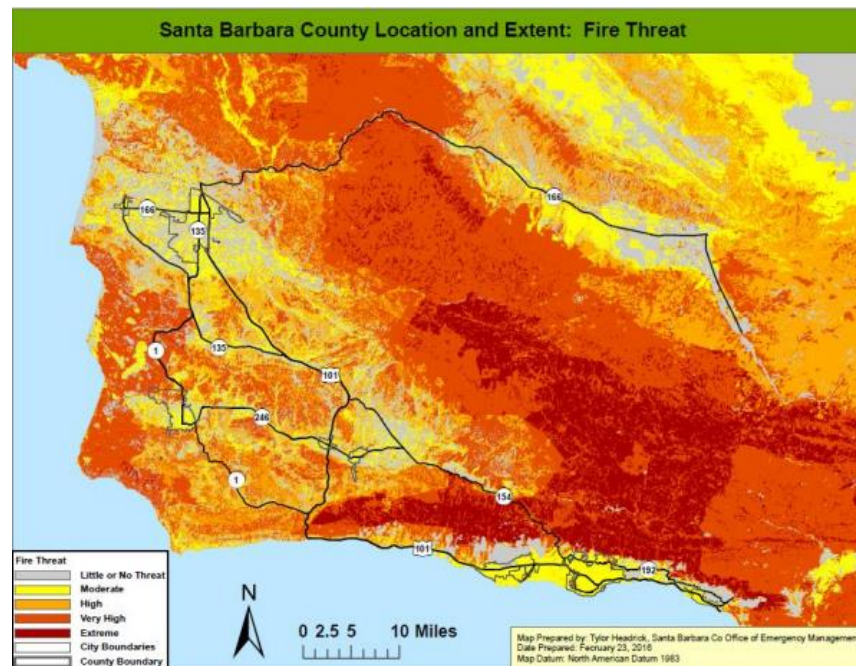 Santa Barbara County Location and Extent: Fire Threat
166
166
135
1
135
101
246
1
154
101
192
Fire Threat
Little or No Threat
Moderate
High
Very High
Extreme
City Boundaries
County Boundary
N
0 2.5 5 10 Miles
Map Prepared by: Tylor Headrick, Santa Barbara Co Office of Emergency Management
Date Prepared: Fecruary 23, 2016
Map Datum: North American Datum 1983